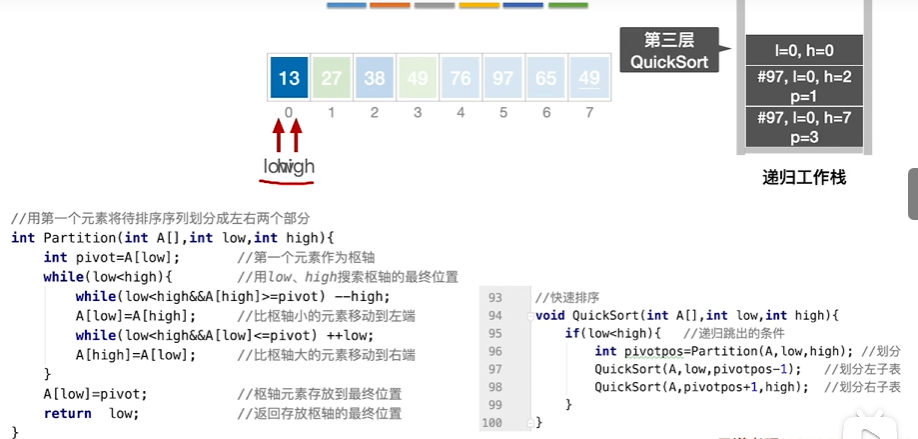 第三层
QuickSort
l=0, h=0
#97, l=0, h=2
p=1
#97, l=0, h=7
p=3
递归工作栈
13 27 38 49 76 97 65 49
0 1 2 3 4 5 6 7
low high
//用第一个元素将待排序序列划分成左右两个部分
int Partition(int A[],int low,int high){
int pivot=A[low]; //第一个元素作为枢轴
while(low<high){ //用low、high搜索枢轴的最终位置
while(low<high&&A[high]>=pivot) --high;
A[low]=A[high]; //比枢轴小的元素移动到左端
while(low<high&&A[low]<=pivot) ++low;
A[high]=A[low]; //比枢轴大的元素移动到右端
}
A[low]=pivot; //枢轴元素存放到最终位置
return low; //返回存放枢轴的最终位置
}
93 //快速排序
94 void QuickSort(int A[],int low,int high){
95 if(low<high){ //递归跳出的条件
96 int pivotpos=Partition(A,low,high); //划分
97 QuickSort(A,low,pivotpos-1); //划分左子表
98 QuickSort(A,pivotpos+1,high); //划分右子表
99 }
100 }